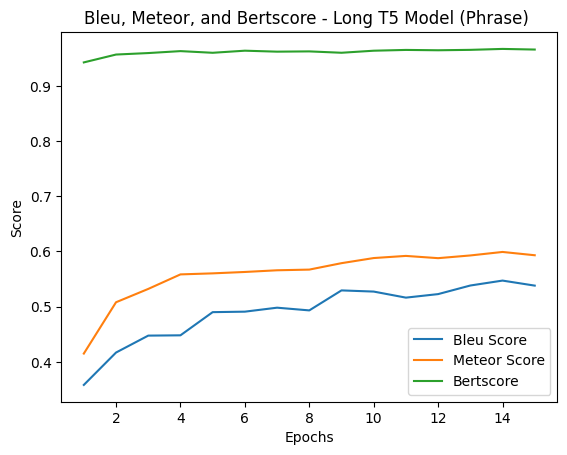 Bleu, Meteor, and Bertscore - Long T5 Model (Phrase)
Score
0.9
0.8
0.7
0.6
0.5
0.4
2 4 6 8 10 12 14
Epochs
Bleu Score
Meteor Score
Bertscore